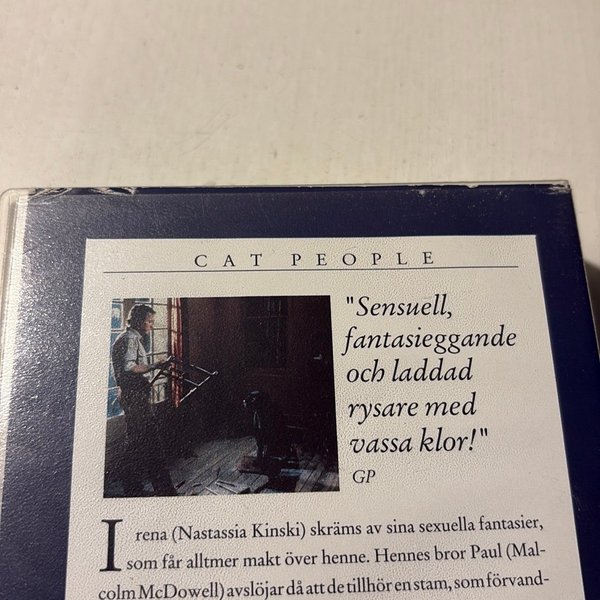 CAT PEOPLE
"Sensuell,
fantasieggande
och laddad
rysare med
vassa klor!"
GP
Irena (Nastassia Kinski) skräms av sina sexuella fantasier,
som får alltmer makt över henne. Hennes bror Paul (Mal-
colm McDowell) avslöjar då att de tillhör en stam, som förvand-